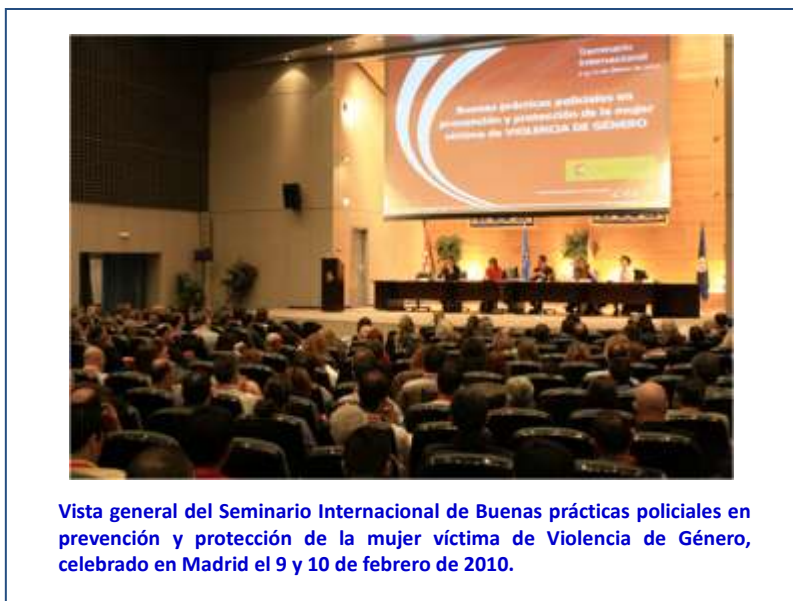 Seminario
Internacional
Buenas prácticas policiales en
prevención y protección de la mujer
víctima de VIOLENCIA DE GÉNERO
Vista general del Seminario Internacional de Buenas prácticas policiales en
prevención y protección de la mujer víctima de Violencia de Género,
celebrado en Madrid el 9 y 10 de febrero de 2010.